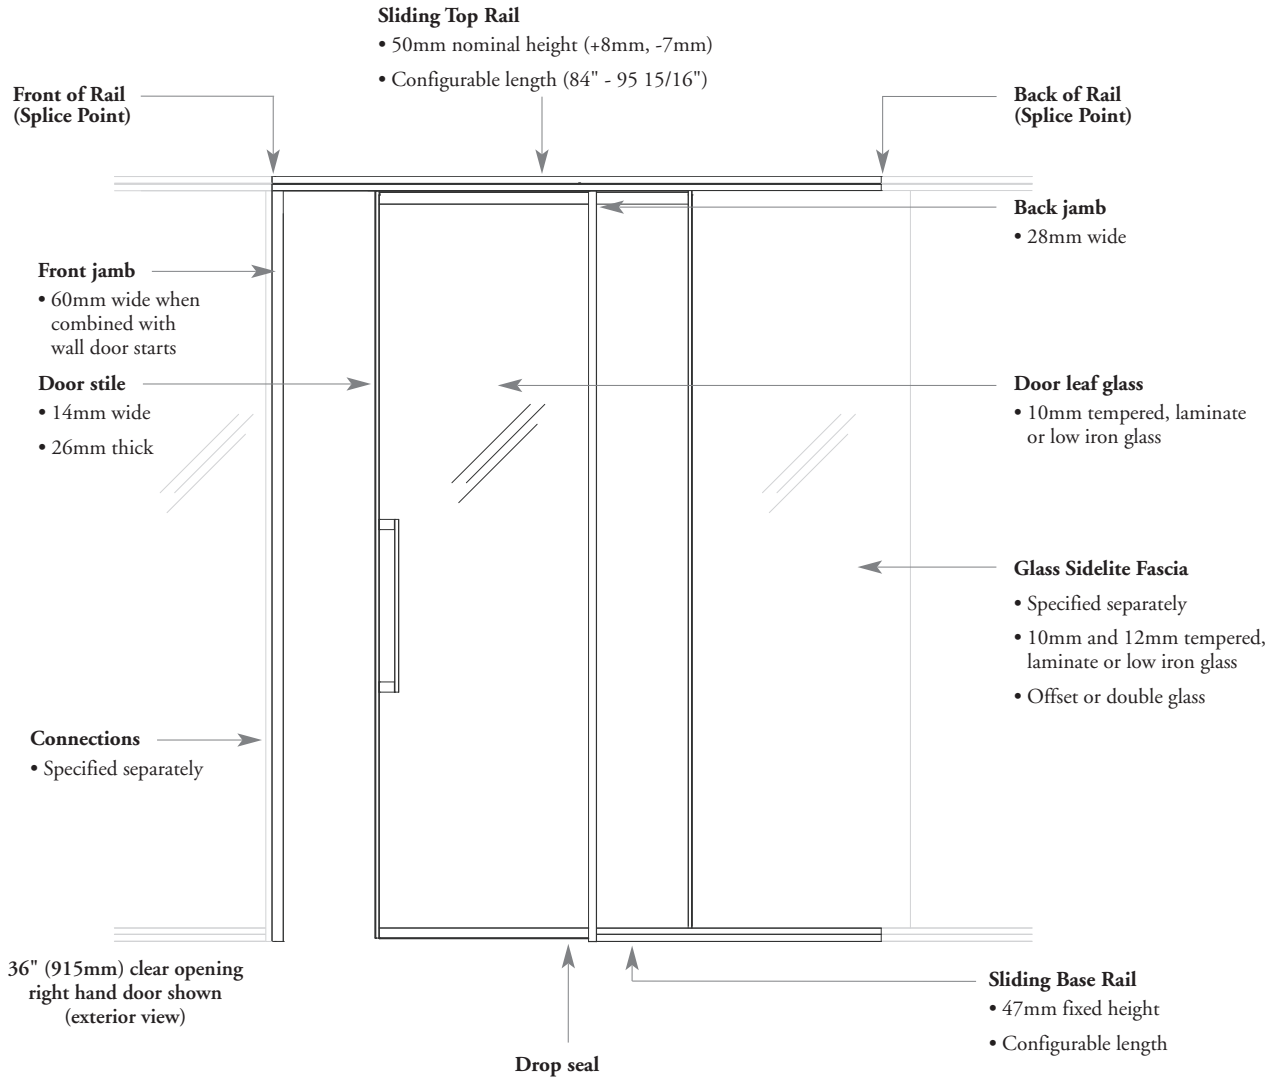 Sliding Top Rail
• 50mm nominal height (+8mm, -7mm)
• Configurable length (84" - 95 15/16")
Front of Rail
(Splice Point)
Back of Rail
(Splice Point)
Back jamb
• 28mm wide
Front jamb
• 60mm wide when
combined with
wall door starts
Door stile
• 14mm wide
• 26mm thick
Door leaf glass
• 10mm tempered, laminate
or low iron glass
Glass Sidelite Fascia
• Specified separately
• 10mm and 12mm tempered,
laminate or low iron glass
• Offset or double glass
Connections
• Specified separately
36" (915mm) clear opening
right hand door shown
(exterior view)
Sliding Base Rail
• 47mm fixed height
• Configurable length
Drop seal